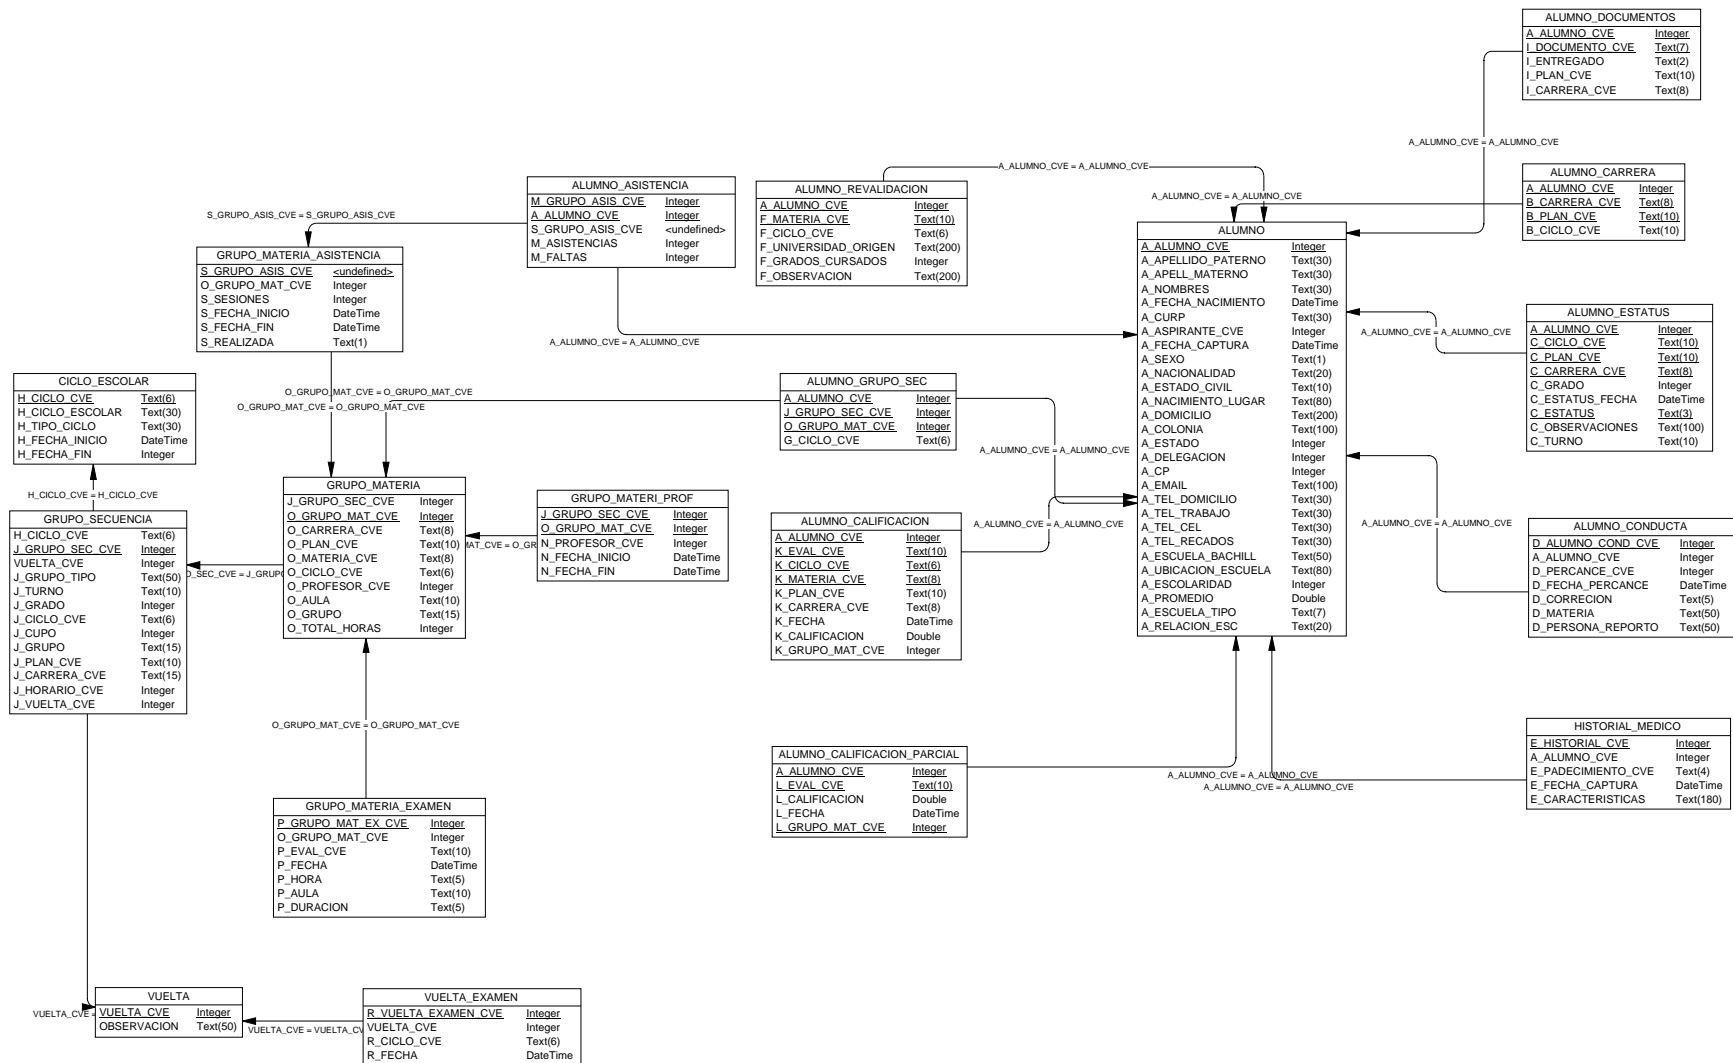 ALUMNO_DOCUMENTOS
A_ALUMNO_CVE Integer
I_DOCUMENTO_CVE Text(7)
I_ENTREGADO Text(2)
I_PLAN_CVE Text(10)
I_CARRERA_CVE Text(8)
A_ALUMNO_CVE = A_ALUMNO_CVE
ALUMNO_CARRERA
A_ALUMNO_CVE Integer
B_CARRERA_CVE Text(8)
B_PLAN_CVE Text(10)
B_CICLO_CVE Text(10)
A_ALUMNO_CVE = A_ALUMNO_CVE
A_ALUMNO_CVE = A_ALUMNO_CVE
ALUMNO_REVALIDACION
A_ALUMNO_CVE Integer
F_MATERIA_CVE Text(10)
F_CICLO_CVE Text(6)
F_UNIVERSIDAD_ORIGEN Text(200)
F_GRADOS_CURSADOS Integer
F_OBSERVACION Text(200)
ALUMNO_ASISTENCIA
M_GRUPO_ASIS_CVE Integer
A_ALUMNO_CVE Integer
S_GRUPO_ASIS_CVE <undefined>
M_ASISTENCIAS Integer
M_FALTAS Integer
S_GRUPO_ASIS_CVE = S_GRUPO_ASIS_CVE
A_ALUMNO_CVE = A_ALUMNO_CVE
GRUPO_MATERIA_ASISTENCIA
S_GRUPO_ASIS_CVE <undefined>
O_GRUPO_MAT_CVE Integer
S_SESIONES Integer
S_FECHA_INICIO DateTime
S_FECHA_FIN DateTime
S_REALIZADA Text(1)
ALUMNO
A_ALUMNO_CVE Integer
A_APELLIDO_PATERNO Text(30)
A_APELL_MATERNO Text(30)
A_NOMBRES Text(30)
A_FECHA_NACIMIENTO DateTime
A_CURP Text(30)
A_ASPIRANTE_CVE Integer
A_FECHA_CAPTURA DateTime
A_SEXO Text(1)
A_NACIONALIDAD Text(20)
A_ESTADO_CIVIL Text(10)
A_NACIMIENTO_LUGAR Text(80)
A_DOMICILIO Text(200)
A_COLONIA Text(100)
A_ESTADO Integer
A_DELEGACION Integer
A_CP Integer
A_EMAIL Text(100)
A_TEL_DOMICILIO Text(30)
A_TEL_TRABAJO Text(30)
A_TEL_CEL Text(30)
A_TEL_RECADOS Text(30)
A_ESCUELA_BACHILL Text(50)
A_UBICACION_ESCUELA Text(80)
A_ESCOLARIDAD Integer
A_PROMEDIO Double
A_ESCUELA_TIPO Text(7)
A_RELACION_ESC Text(20)
ALUMNO_ESTATUS
A_ALUMNO_CVE Integer
C_CICLO_CVE Text(10)
C_PLAN_CVE Text(10)
C_CARRERA_CVE Text(8)
C_GRADO Integer
C_ESTATUS_FECHA DateTime
C_ESTATUS Text(3)
C_OBSERVACIONES Text(100)
C_TURNO Text(10)
A_ALUMNO_CVE = A_ALUMNO_CVE
CICLO_ESCOLAR
H_CICLO_CVE Text(6)
H_CICLO_ESCOLAR Text(30)
H_TIPO_CICLO Text(30)
H_FECHA_INICIO DateTime
H_FECHA_FIN Integer
H_CICLO_CVE = H_CICLO_CVE
O_GRUPO_MAT_CVE = O_GRUPO_MAT_CVE
O_GRUPO_MAT_CVE = O_GRUPO_MAT_CVE
ALUMNO_GRUPO_SEC
A_ALUMNO_CVE Integer
J_GRUPO_SEC_CVE Integer
O_GRUPO_MAT_CVE Integer
G_CICLO_CVE Text(6)
A_ALUMNO_CVE = A_ALUMNO_CVE
GRUPO_SECUENCIA
H_CICLO_CVE Text(6)
J_GRUPO_SEC_CVE Integer
VUELTA_CVE Integer
J_GRUPO_TIPO Text(50)
J_TURNO Text(10)
J_GRADO Integer
J_CICLO_CVE Text(6)
J_CUPO Integer
J_GRUPO Text(15)
J_PLAN_CVE Text(10)
J_CARRERA_CVE Text(15)
J_HORARIO_CVE Integer
J_VUELTA_CVE Integer
O_SEC_CVE = J_GRUPO
GRUPO_MATERIA
J_GRUPO_SEC_CVE Integer
O_GRUPO_MAT_CVE Integer
O_CARRERA_CVE Text(8)
O_PLAN_CVE Text(10)
O_MATERIA_CVE Text(8)
O_CICLO_CVE Text(6)
O_PROFESOR_CVE Integer
O_AULA Text(10)
O_GRUPO Text(15)
O_TOTAL_HORAS Integer
MAT_CVE = O_GR
GRUPO_MATERI_PROF
J_GRUPO_SEC_CVE Integer
O_GRUPO_MAT_CVE Integer
N_PROFESOR_CVE Integer
N_FECHA_INICIO DateTime
N_FECHA_FIN DateTime
ALUMNO_CALIFICACION
A_ALUMNO_CVE Integer
K_EVAL_CVE Text(10)
K_CICLO_CVE Text(6)
K_MATERIA_CVE Text(8)
K_PLAN_CVE Text(10)
K_CARRERA_CVE Text(8)
K_FECHA DateTime
K_CALIFICACION Double
K_GRUPO_MAT_CVE Integer
A_ALUMNO_CVE = A_ALUMNO_CVE
A_ALUMNO_CVE = A_ALUMNO_CVE
ALUMNO_CONDUCTA
D_ALUMNO_COND_CVE Integer
A_ALUMNO_CVE Integer
D_PERCANCE_CVE Integer
D_FECHA_PERCANCE DateTime
D_CORRECION Text(5)
D_MATERIA Text(50)
D_PERSONA_REPORTO Text(50)
O_GRUPO_MAT_CVE = O_GRUPO_MAT_CVE
GRUPO_MATERIA_EXAMEN
P_GRUPO_MAT_EX_CVE Integer
O_GRUPO_MAT_CVE Integer
P_EVAL_CVE Text(10)
P_FECHA DateTime
P_HORA Text(5)
P_AULA Text(10)
P_DURACION Text(5)
ALUMNO_CALIFICACION_PARCIAL
A_ALUMNO_CVE Integer
L_EVAL_CVE Text(10)
L_CALIFICACION Double
L_FECHA DateTime
L_GRUPO_MAT_CVE Integer
A_ALUMNO_CVE = A_ALUMNO_CVE
A_ALUMNO_CVE = A_ALUMNO_CVE
HISTORIAL_MEDICO
E_HISTORIAL_CVE Integer
A_ALUMNO_CVE Integer
E_PADECIMIENTO_CVE Text(4)
E_FECHA_CAPTURA DateTime
E_CARACTERISTICAS Text(180)
VUELTA
VUELTA_CVE Integer
OBSERVACION Text(50)
VUELTA_CVE =
VUELTA_CVE = VUELTA_CV
VUELTA_EXAMEN
R_VUELTA_EXAMEN_CVE Integer
VUELTA_CVE Integer
R_CICLO_CVE Text(6)
R_FECHA DateTime